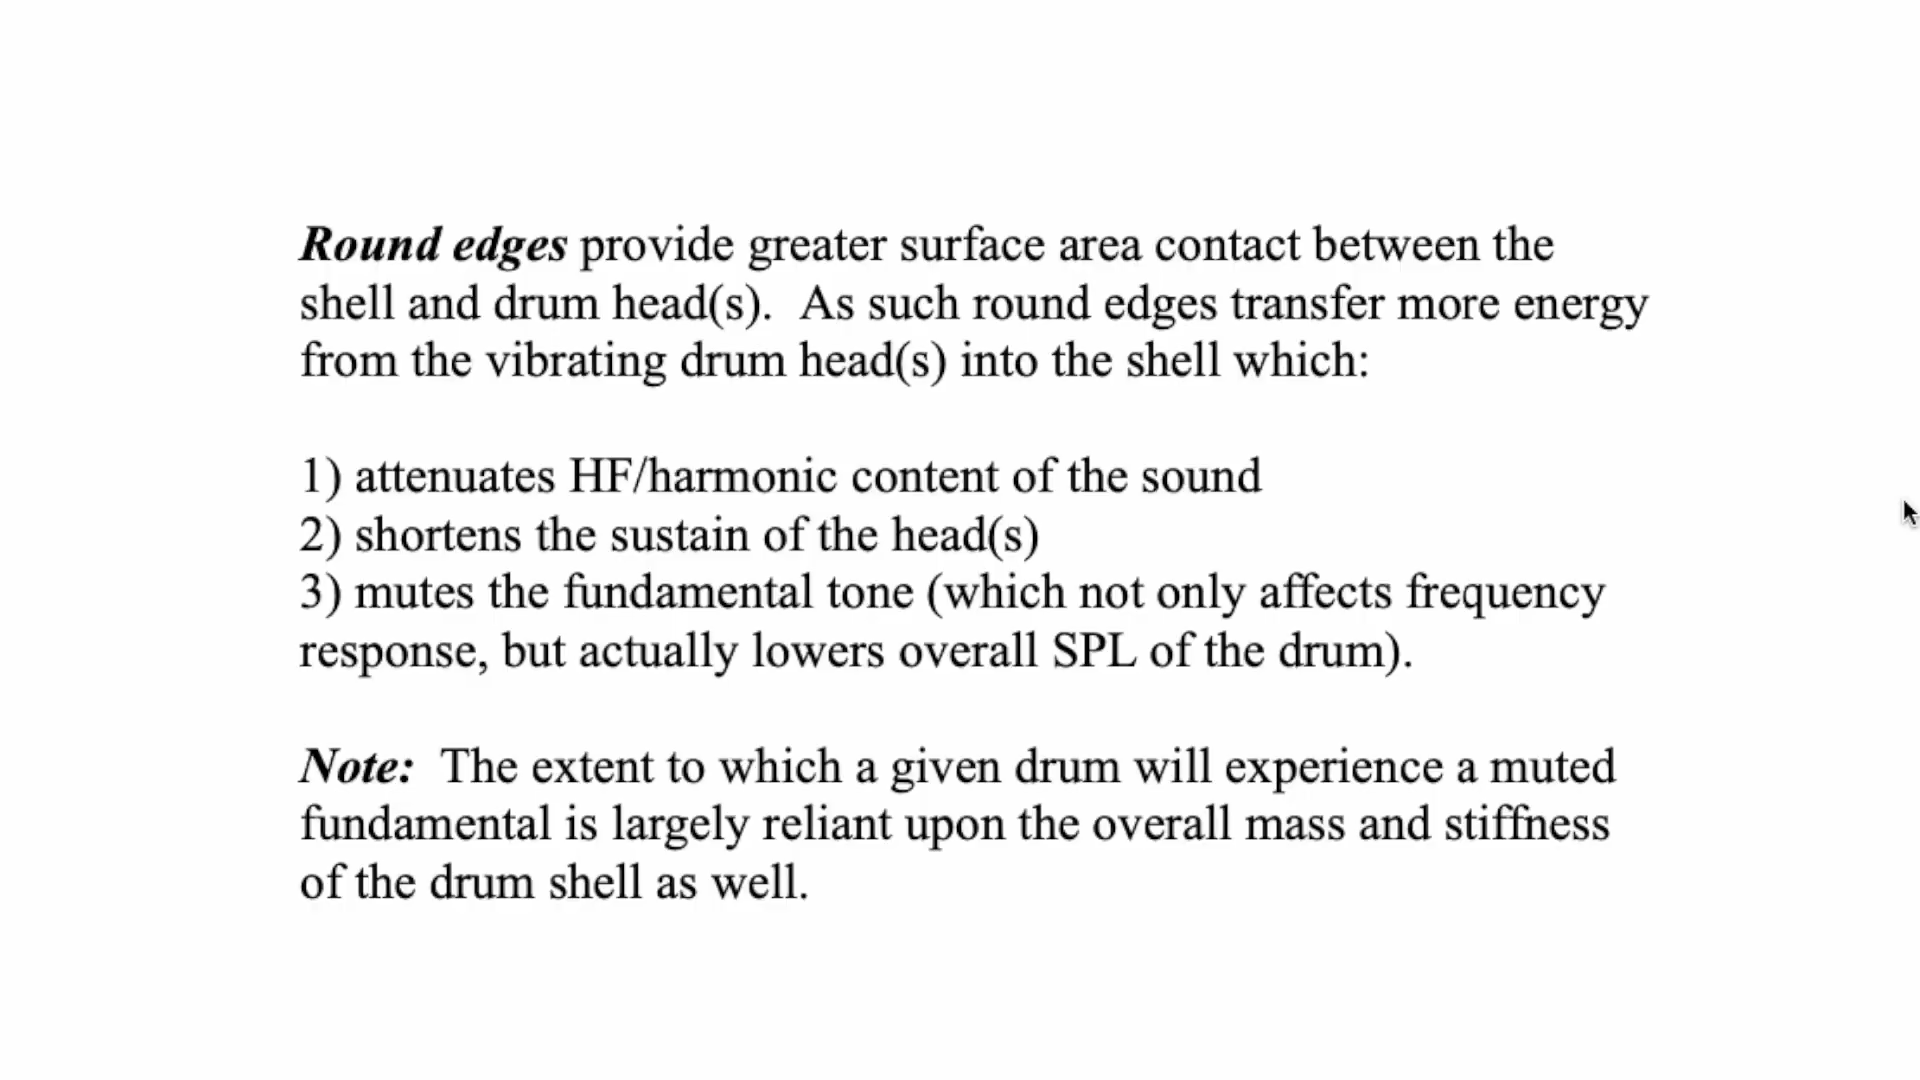 Round edges provide greater surface area contact between the
shell and drum head(s).  As such round edges transfer more energy
from the vibrating drum head(s) into the shell which:
1) attenuates HF/harmonic content of the sound
2) shortens the sustain of the head(s)
3) mutes the fundamental tone (which not only affects frequency
response, but actually lowers overall SPL of the drum).
Note:  The extent to which a given drum will experience a muted
fundamental is largely reliant upon the overall mass and stiffness
of the drum shell as well.